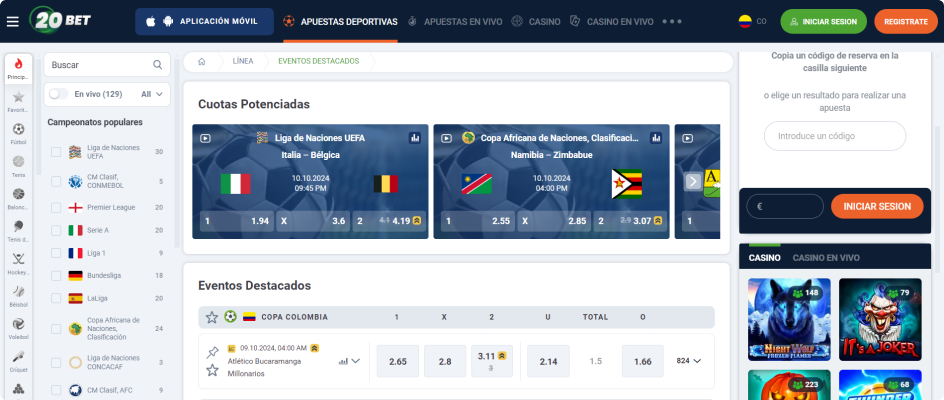 20 BET
APLICACIÓN MÓVIL
APUESTAS DEPORTIVAS
APUESTAS EN VIVO
CASINO
CASINO EN VIVO
CO
INICIAR SESION
REGISTRATE
Princip...
Favorit...
Fútbol
Tenis
Balonc...
Tenis d...
Hockey...
Béisbol
Voleibol
Críquet
Buscar
En vivo (129)
All
Campeonatos populares
Liga de Naciones UEFA
30
CM Clasif, CONMEBOL
5
Premier League
20
Serie A
20
Ligue 1
9
Bundesliga
18
LaLiga
20
Copa Africana de Naciones, Clasificación
24
Liga de Naciones CONCACAF
9
CM Clasif, AFC
9
LÍNEA
EVENTOS DESTACADOS
Cuotas Potenciadas
Liga de Naciones UEFA
Italia – Bélgica
10.10.2024
09:45 PM
1 1.94 X 3.6 2 4.1 4.19
Copa Africana de Naciones, Clasificaci...
Namibia – Zimbabue
10.10.2024
04:00 PM
1 2.55 X 2.85 2 2.9 3.07
1
Eventos Destacados
COPA COLOMBIA 1 X 2 U TOTAL O
09.10.2024, 04:00 AM
Atlético Bucaramanga
Millonarios
2.65 2.8 3.11 3 2.14 1.5 1.66 824
Copia un código de reserva en la
casilla siguiente
o elige un resultado para realizar una
apuesta
Introduce un código
€
INICIAR SESION
CASINO
CASINO EN VIVO
148
NIGHT WOLF
FROZEN FLAMES
79
IT'S A JOKER
223
68
THUNDER